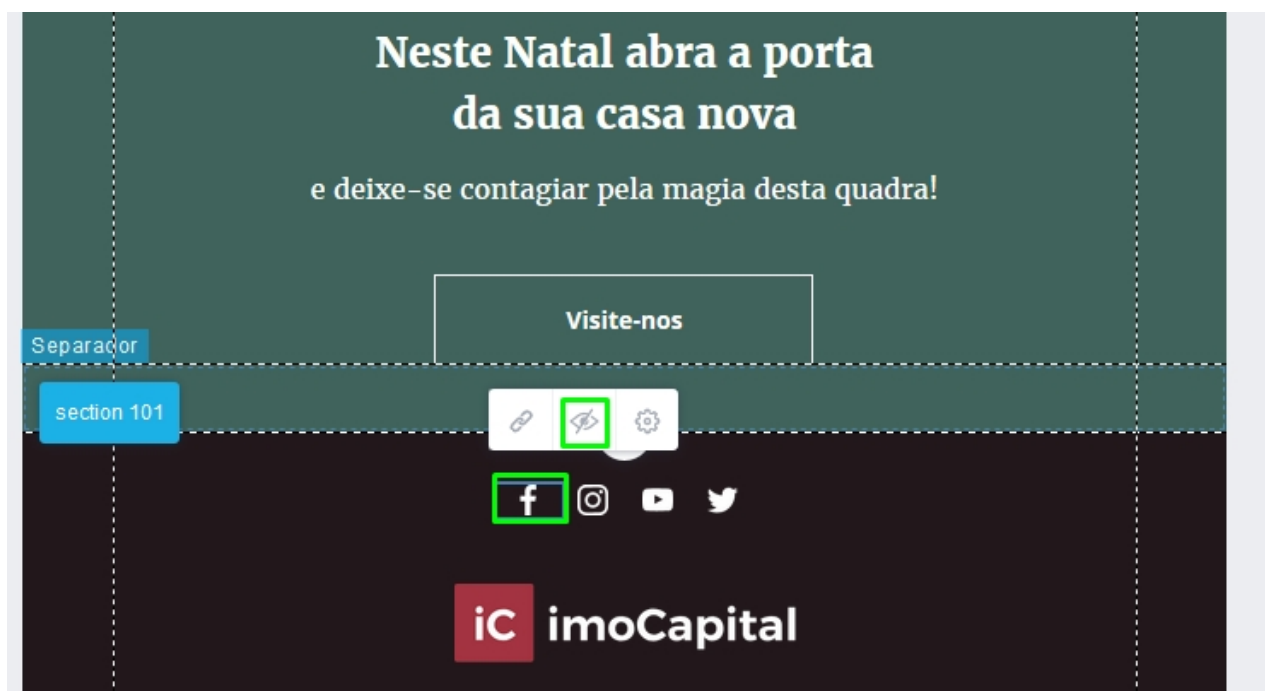 Neste Natal abra a porta
da sua casa nova
e deixe-se contagiar pela magia desta quadra!
Visite-nos
Separador
section 101
iC imoCapital